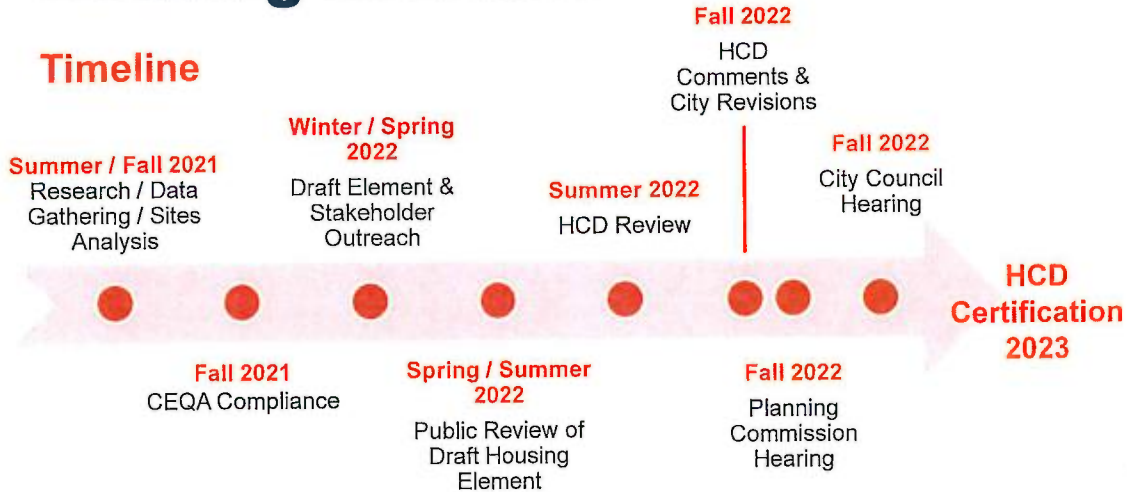 Timeline
Summer / Fall 2021
Research / Data
Gathering / Sites
Analysis
Fall 2021
CEQA Compliance
Winter / Spring
2022
Draft Element &
Stakeholder
Outreach
Spring / Summer
2022
Public Review of
Draft Housing
Element
Summer 2022
HCD Review
Fall 2022
HCD
Comments &
City Revisions
Fall 2022
Planning
Commission
Hearing
Fall 2022
City Council
Hearing
HCD
Certification
2023